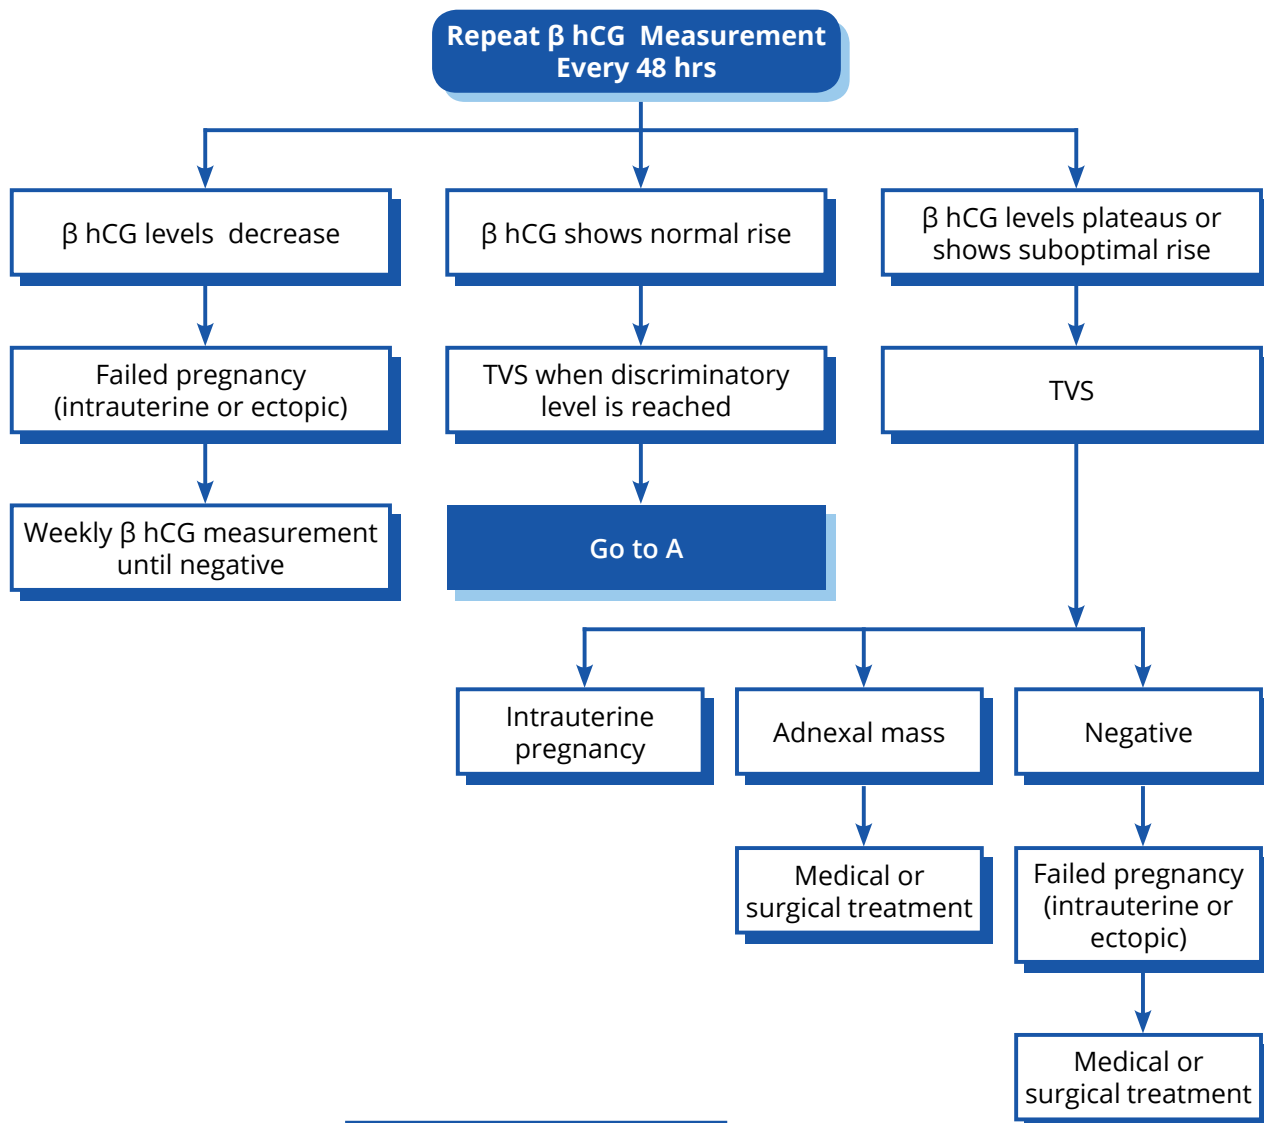 Repeat β hCG Measurement
Every 48 hrs
β hCG levels decrease
β hCG shows normal rise
β hCG levels plateaus or
shows suboptimal rise
Failed pregnancy
(intrauterine or ectopic)
TVS when discriminatory
level is reached
TVS
Weekly β hCG measurement
until negative
Go to A
Intrauterine
pregnancy
Adnexal mass
Negative
Medical or
surgical treatment
Failed pregnancy
(intrauterine or
ectopic)
Medical or
surgical treatment